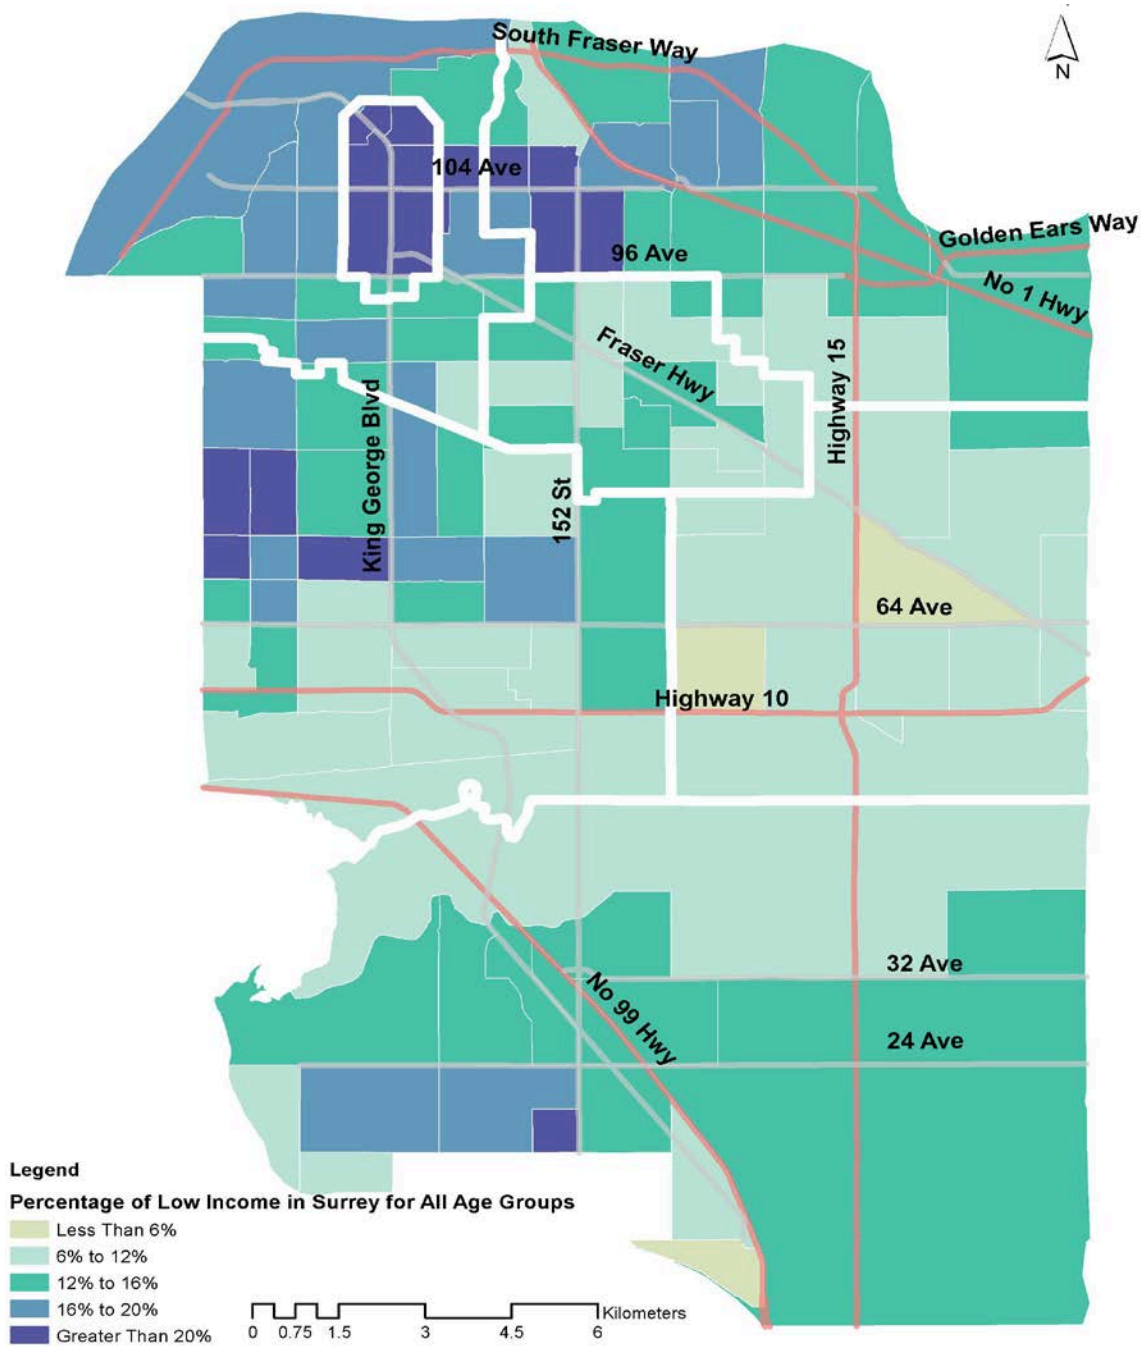 South Fraser Way
N
104 Ave
Golden Ears Way
96 Ave
No 1 Hwy
Fraser Hwy
Highway 15
King George Blvd
152 St
64 Ave
Highway 10
32 Ave
No 99 Hwy
24 Ave
Legend
Percentage of Low Income in Surrey for All Age Groups
Less Than 6%
6% to 12%
12% to 16%
16% to 20%
Greater Than 20%
Kilometers
0 0.75 1.5 3 4.5 6